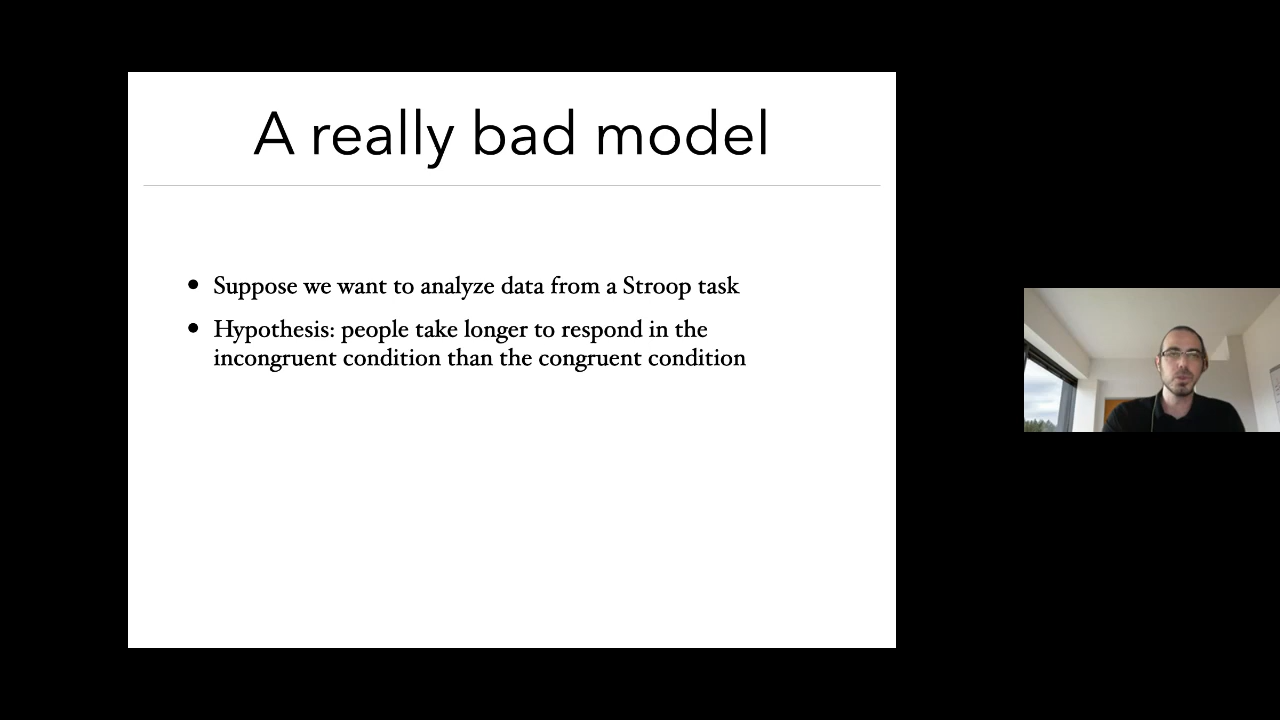 A really bad model
• Suppose we want to analyze data from a Stroop task
• Hypothesis: people take longer to respond in the
incongruent condition than the congruent condition